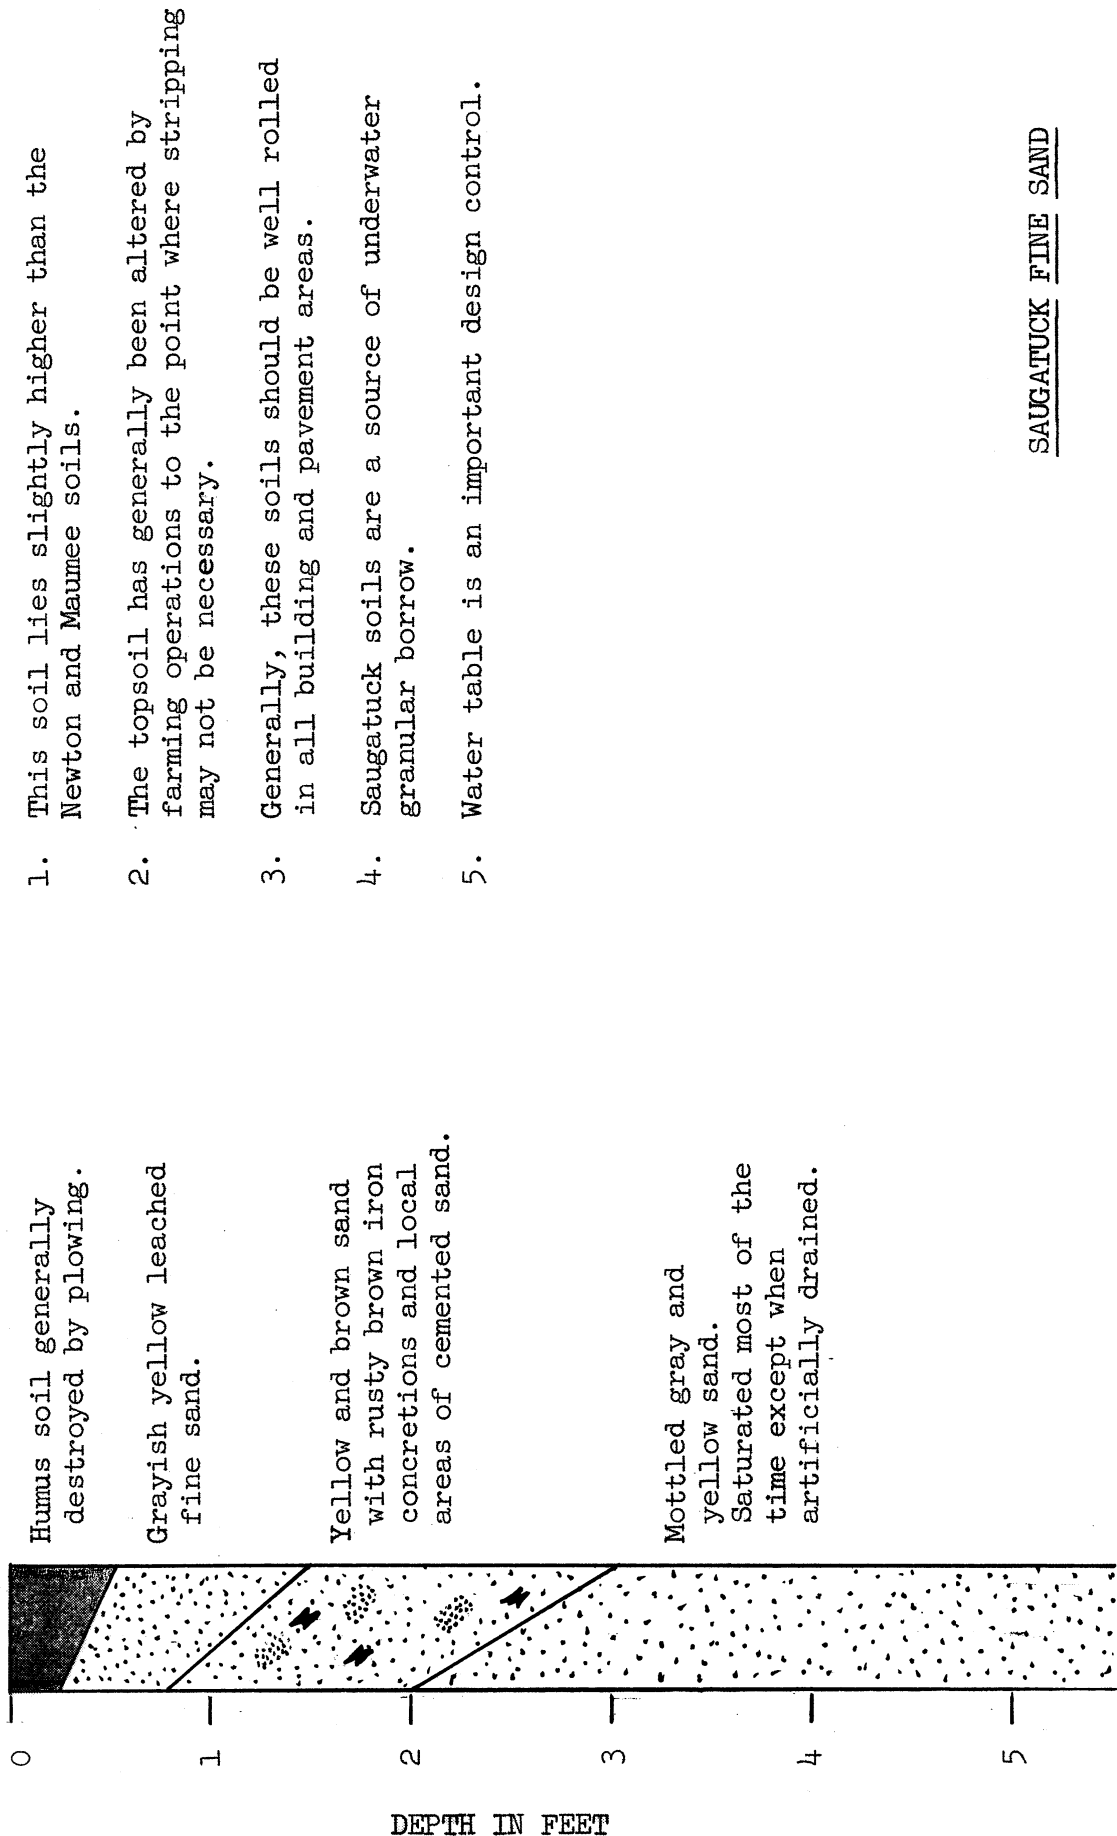 DEPTH IN FEET
0
1
2
3
4
5
Humus soil generally
destroyed by plowing.
Grayish yellow leached
fine sand.
Yellow and brown sand
with rusty brown iron
concretions and local
areas of cemented sand.
Mottled gray and
yellow sand.
Saturated most of the
time except when
artificially drained.
1. This soil lies slightly higher than the
Newton and Maumee soils.
2. The topsoil has generally been altered by
farming operations to the point where stripping
may not be necessary.
3. Generally, these soils should be well rolled
in all building and pavement areas.
4. Saugatuck soils are a source of underwater
granular borrow.
5. Water table is an important design control.
SAUGATUCK FINE SAND